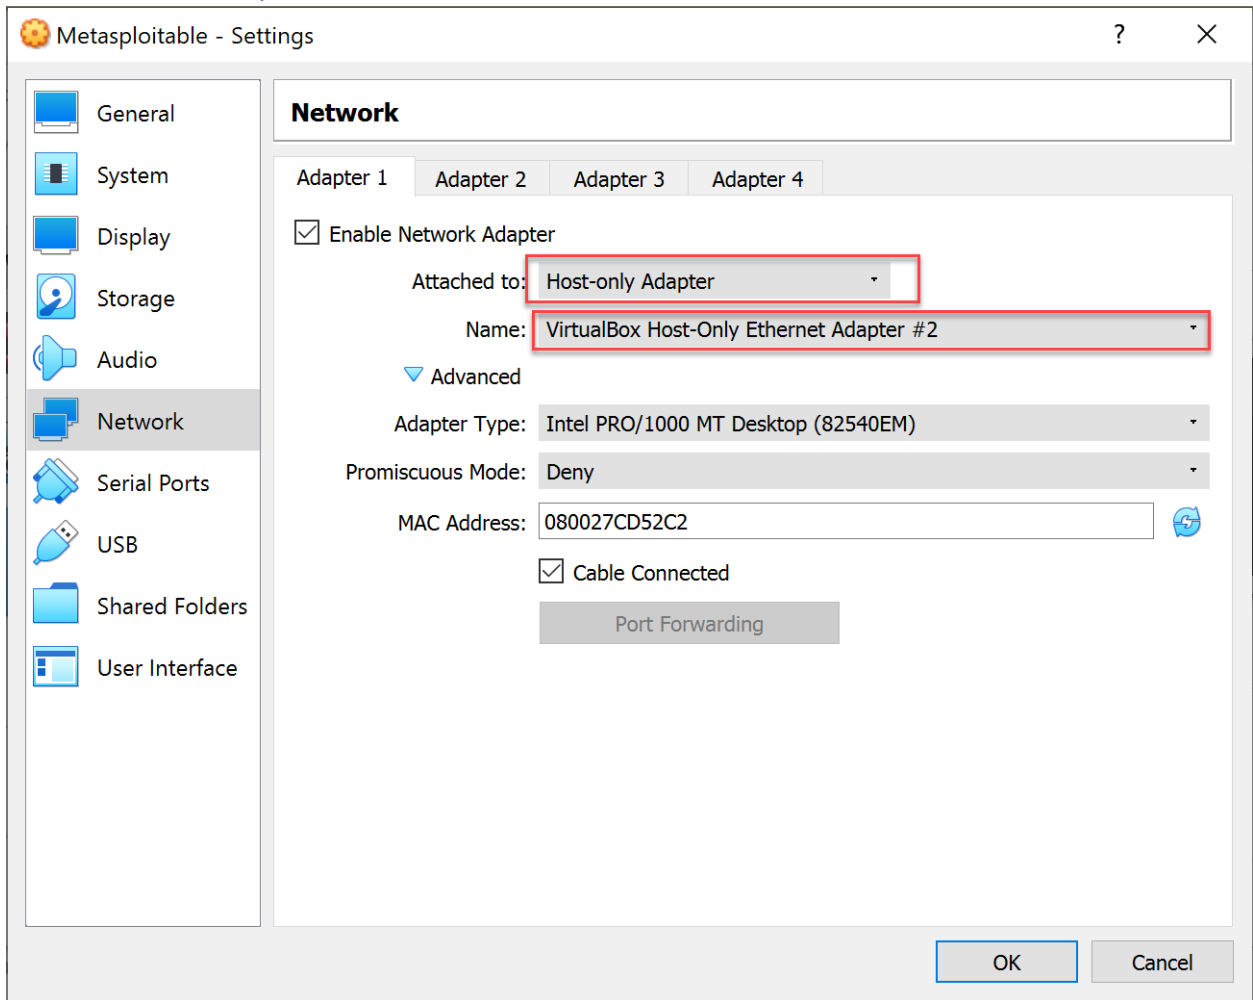 Metasploitable - Settings
?
General
System
Display
Storage
Audio
Network
Serial Ports
USB
Shared Folders
User Interface
Network
Adapter 1
Adapter 2
Adapter 3
Adapter 4
Enable Network Adapter
Attached to: Host-only Adapter
Name: VirtualBox Host-Only Ethernet Adapter #2
Advanced
Adapter Type: Intel PRO/1000 MT Desktop (82540EM)
Promiscuous Mode: Deny
MAC Address: 080027CD52C2
Cable Connected
Port Forwarding
OK
Cancel